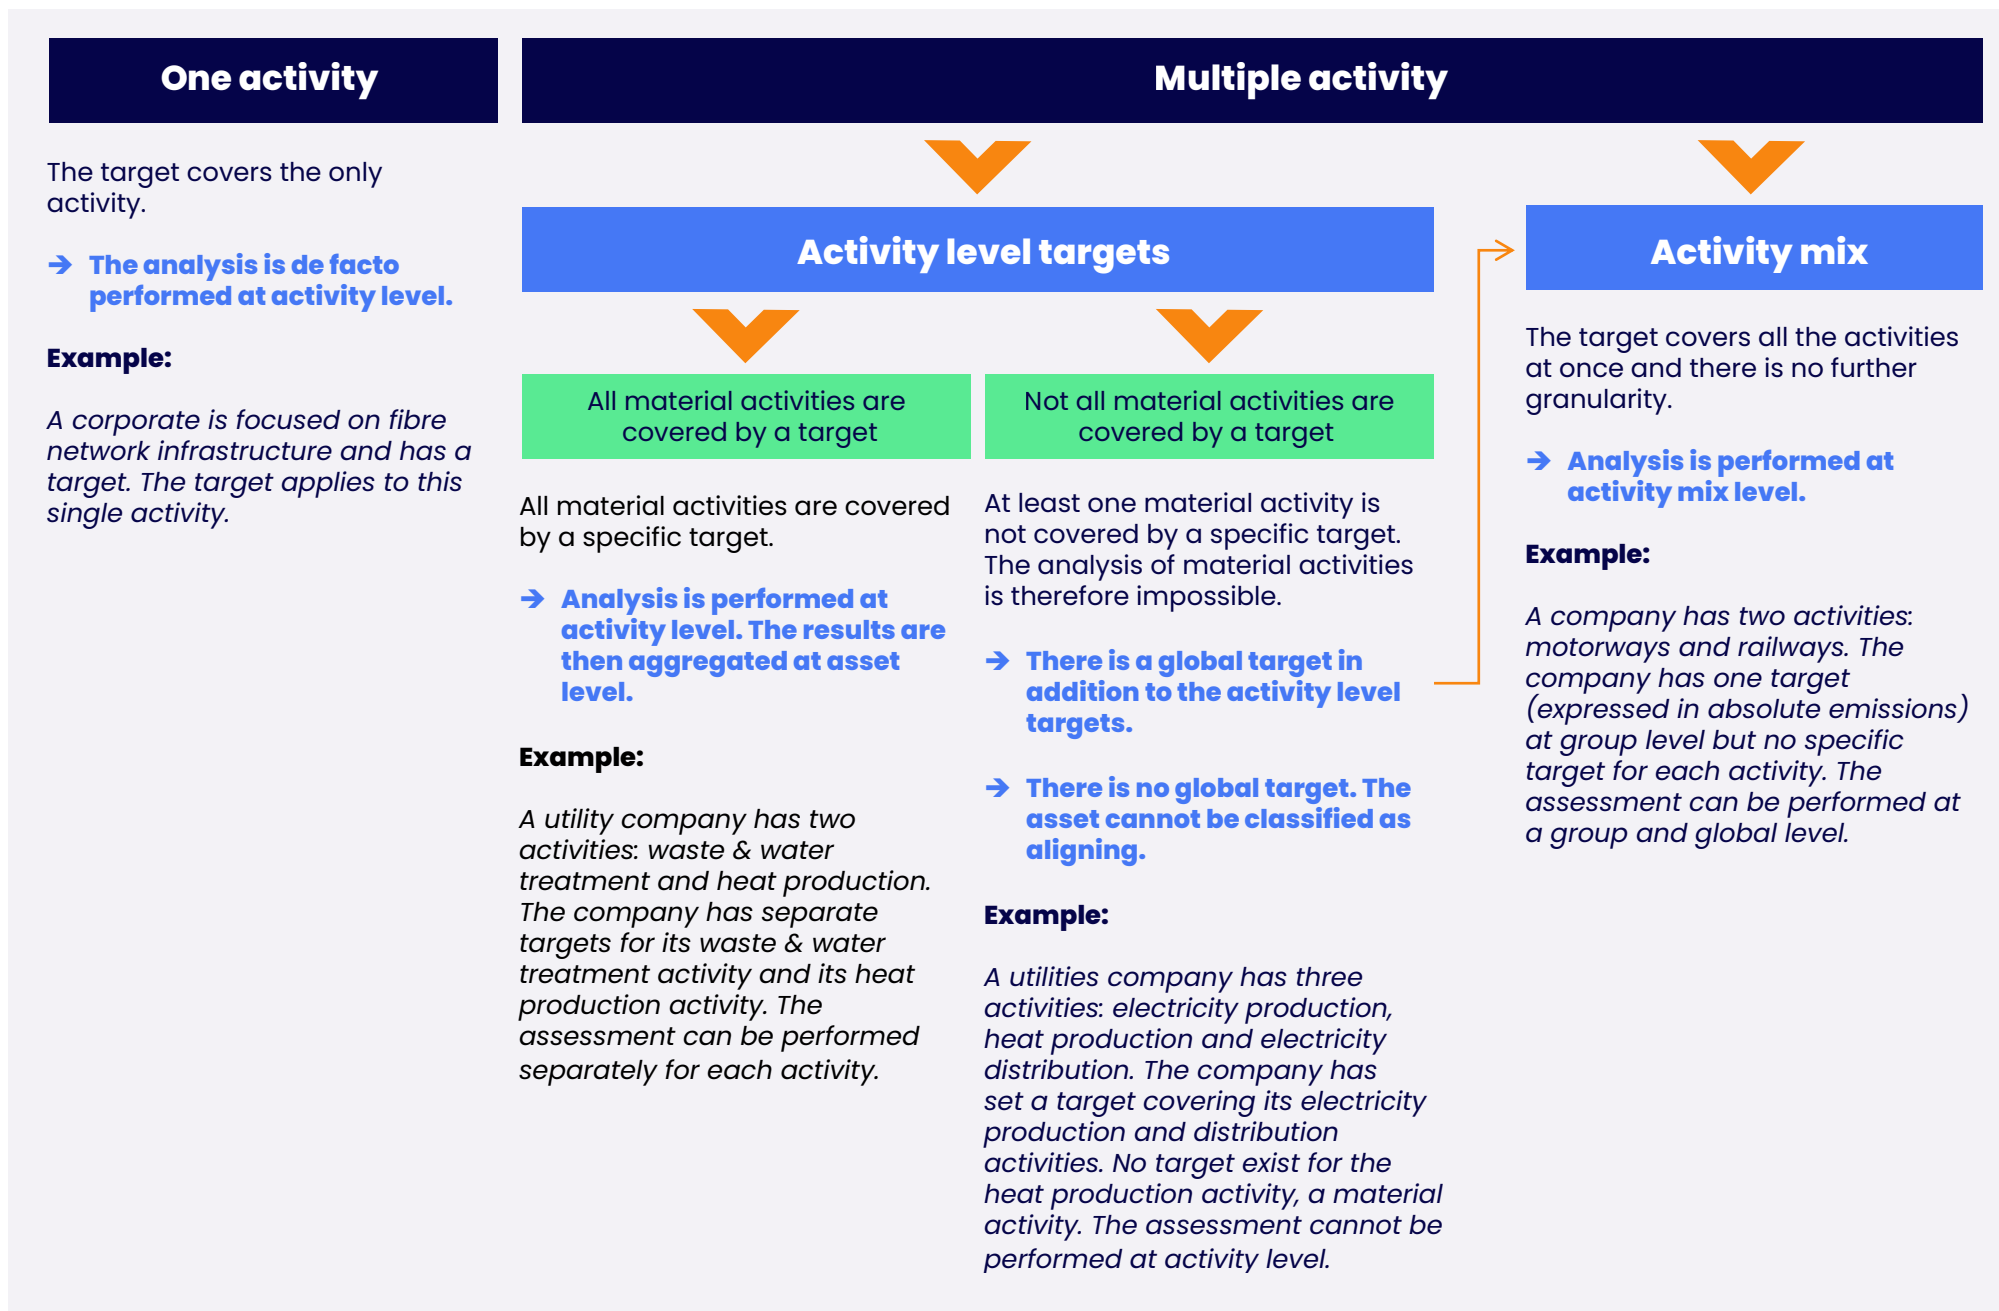 One activity
The target covers the only
activity.
➔ The analysis is de facto
performed at activity level.
Example:
A corporate is focused on fibre
network infrastructure and has a
target. The target applies to this
single activity.
Multiple activity
Activity level targets
All material activities are
covered by a target
All material activities are covered
by a specific target.
➔ Analysis is performed at
activity level. The results are
then aggregated at asset
level.
Example:
A utility company has two
activities: waste & water
treatment and heat production.
The company has separate
targets for its waste & water
treatment activity and its heat
production activity. The
assessment can be performed
separately for each activity.
Not all material activities are
covered by a target
At least one material activity is
not covered by a specific target.
The analysis of material activities
is therefore impossible.
➔ There is a global target in
addition to the activity level
targets.
➔ There is no global target. The
asset cannot be classified as
aligning.
Example:
A utilities company has three
activities: electricity production,
heat production and electricity
distribution. The company has
set a target covering its electricity
production and distribution
activities. No target exist for the
heat production activity, a material
activity. The assessment cannot be
performed at activity level.
Activity mix
The target covers all the activities
at once and there is no further
granularity.
➔ Analysis is performed at
activity mix level.
Example:
A company has two activities:
motorways and railways. The
company has one target
(expressed in absolute emissions)
at group level but no specific
target for each activity. The
assessment can be performed at
a group and global level.